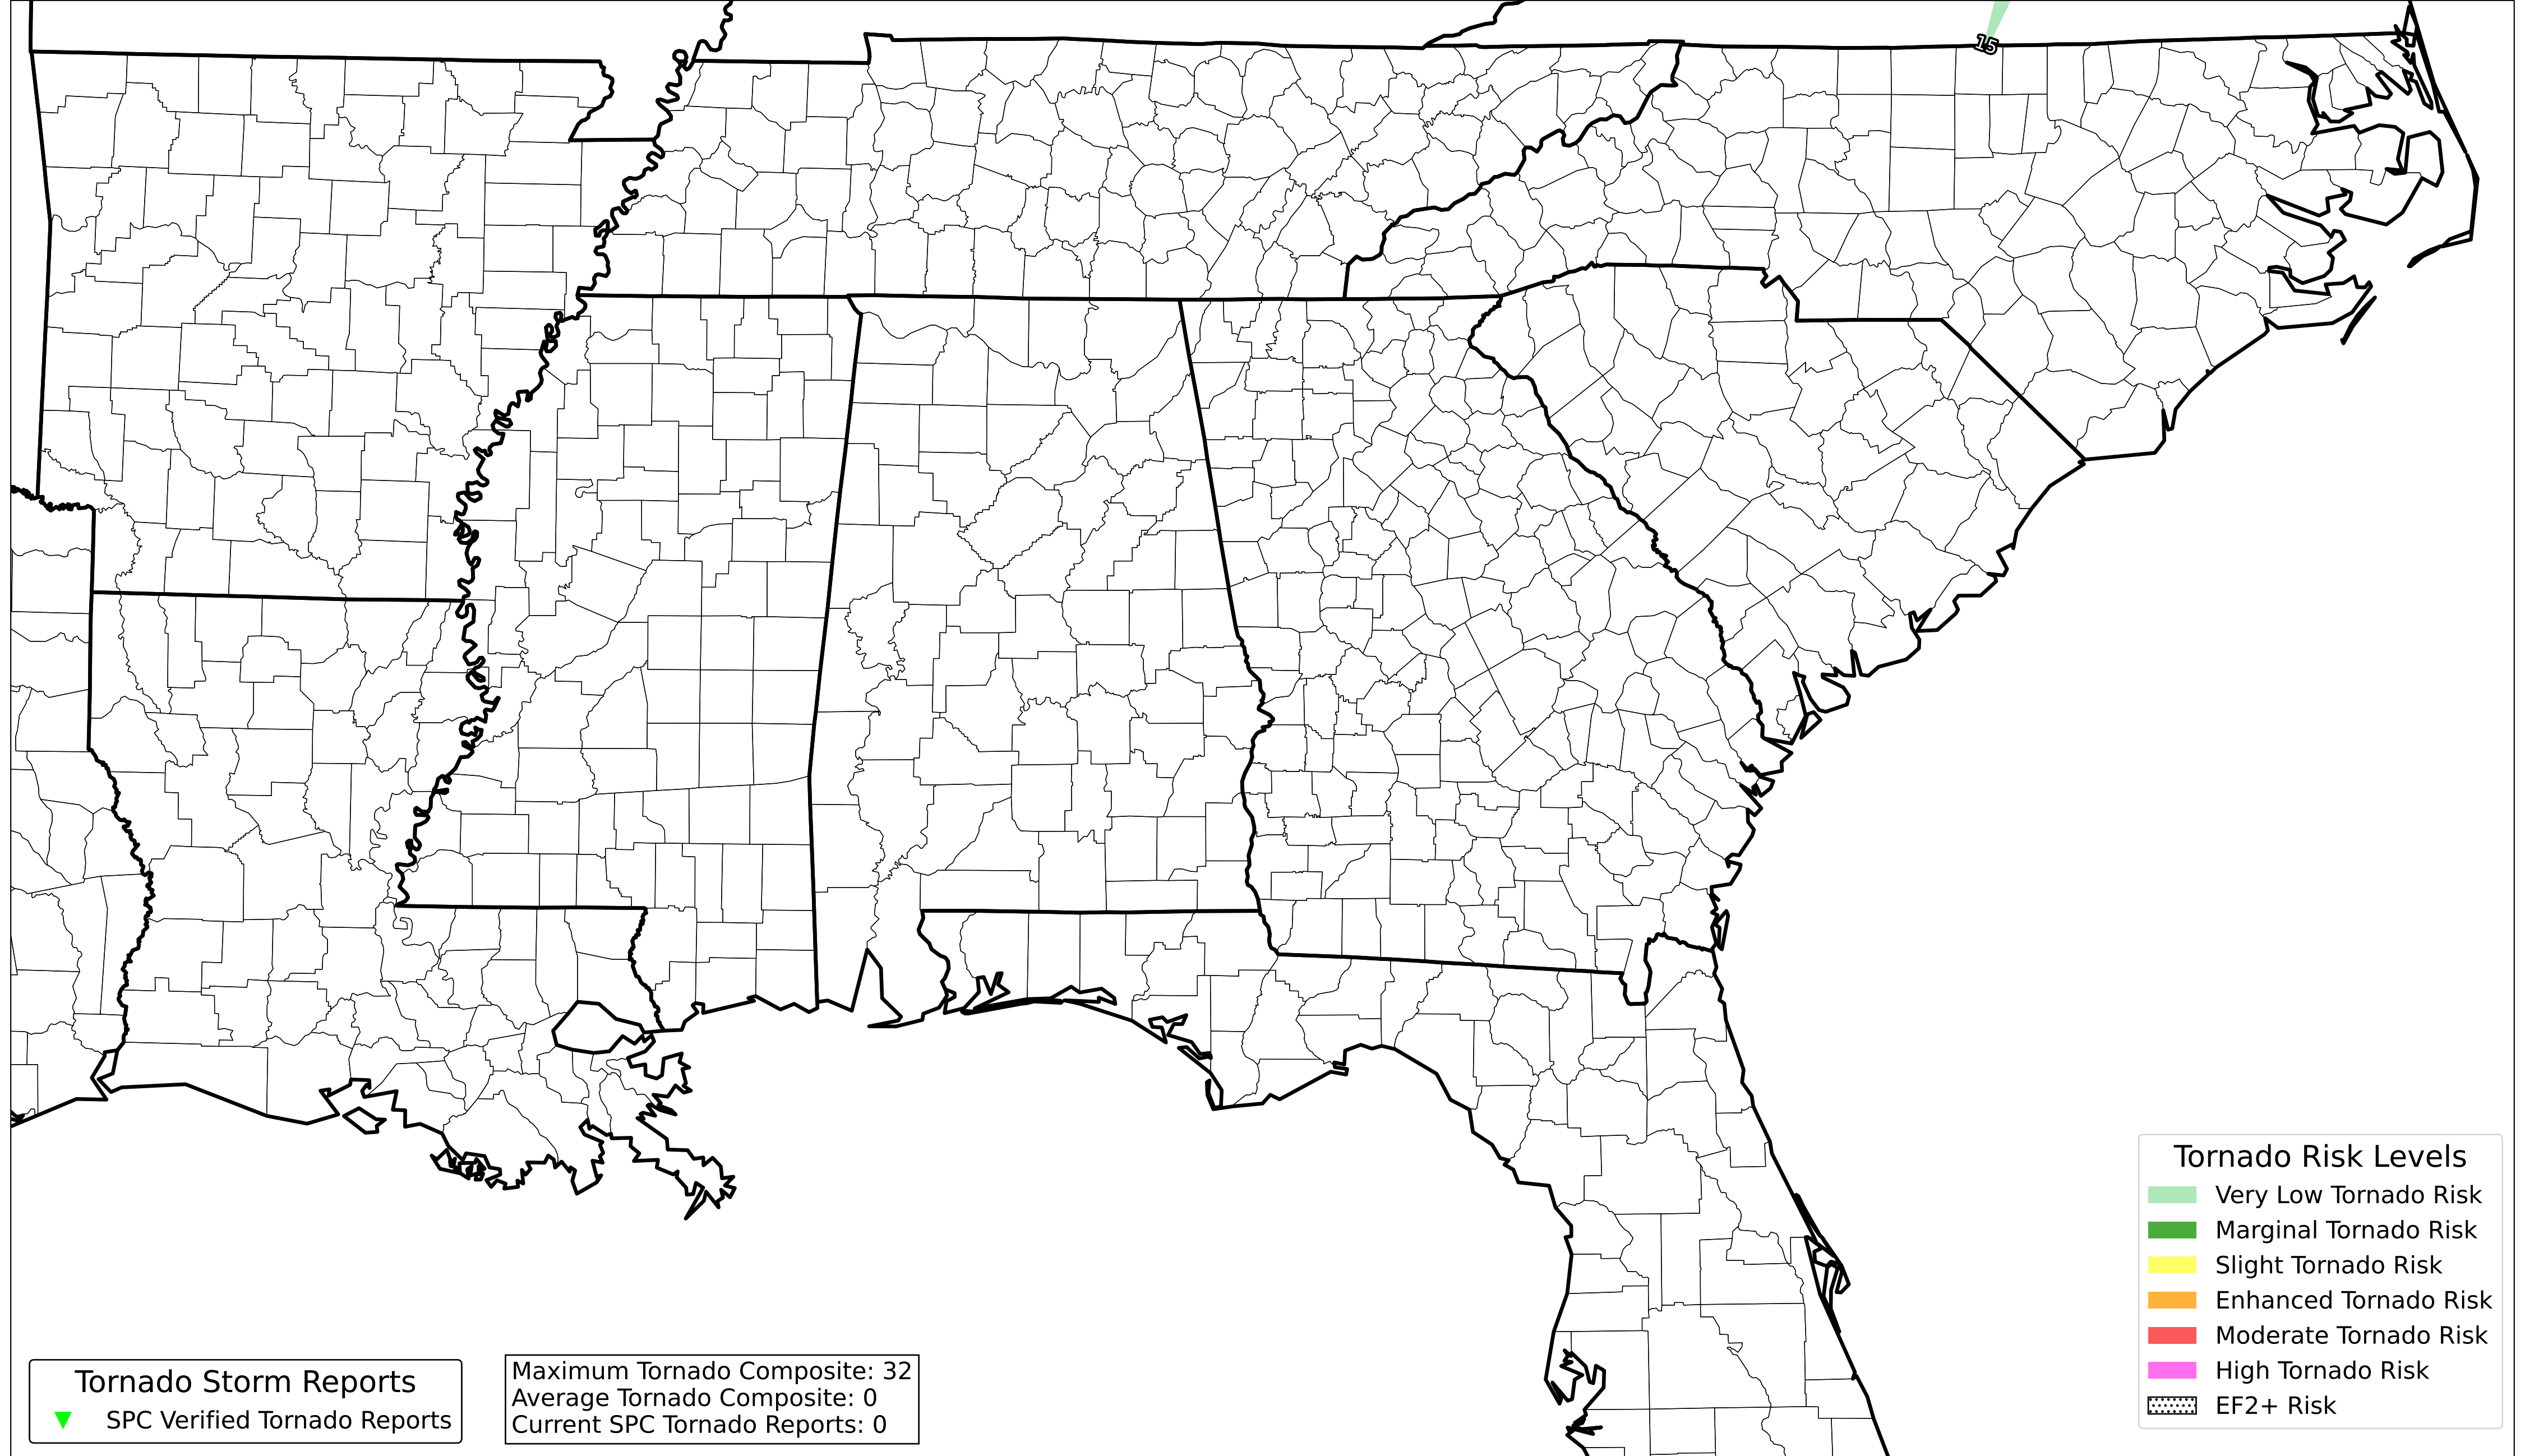 15
Tornado Risk Levels
Very Low Tornado Risk
Marginal Tornado Risk
Slight Tornado Risk
Enhanced Tornado Risk
Moderate Tornado Risk
High Tornado Risk
EF2+ Risk
Tornado Storm Reports
SPC Verified Tornado Reports
Maximum Tornado Composite: 32
Average Tornado Composite: 0
Current SPC Tornado Reports: 0